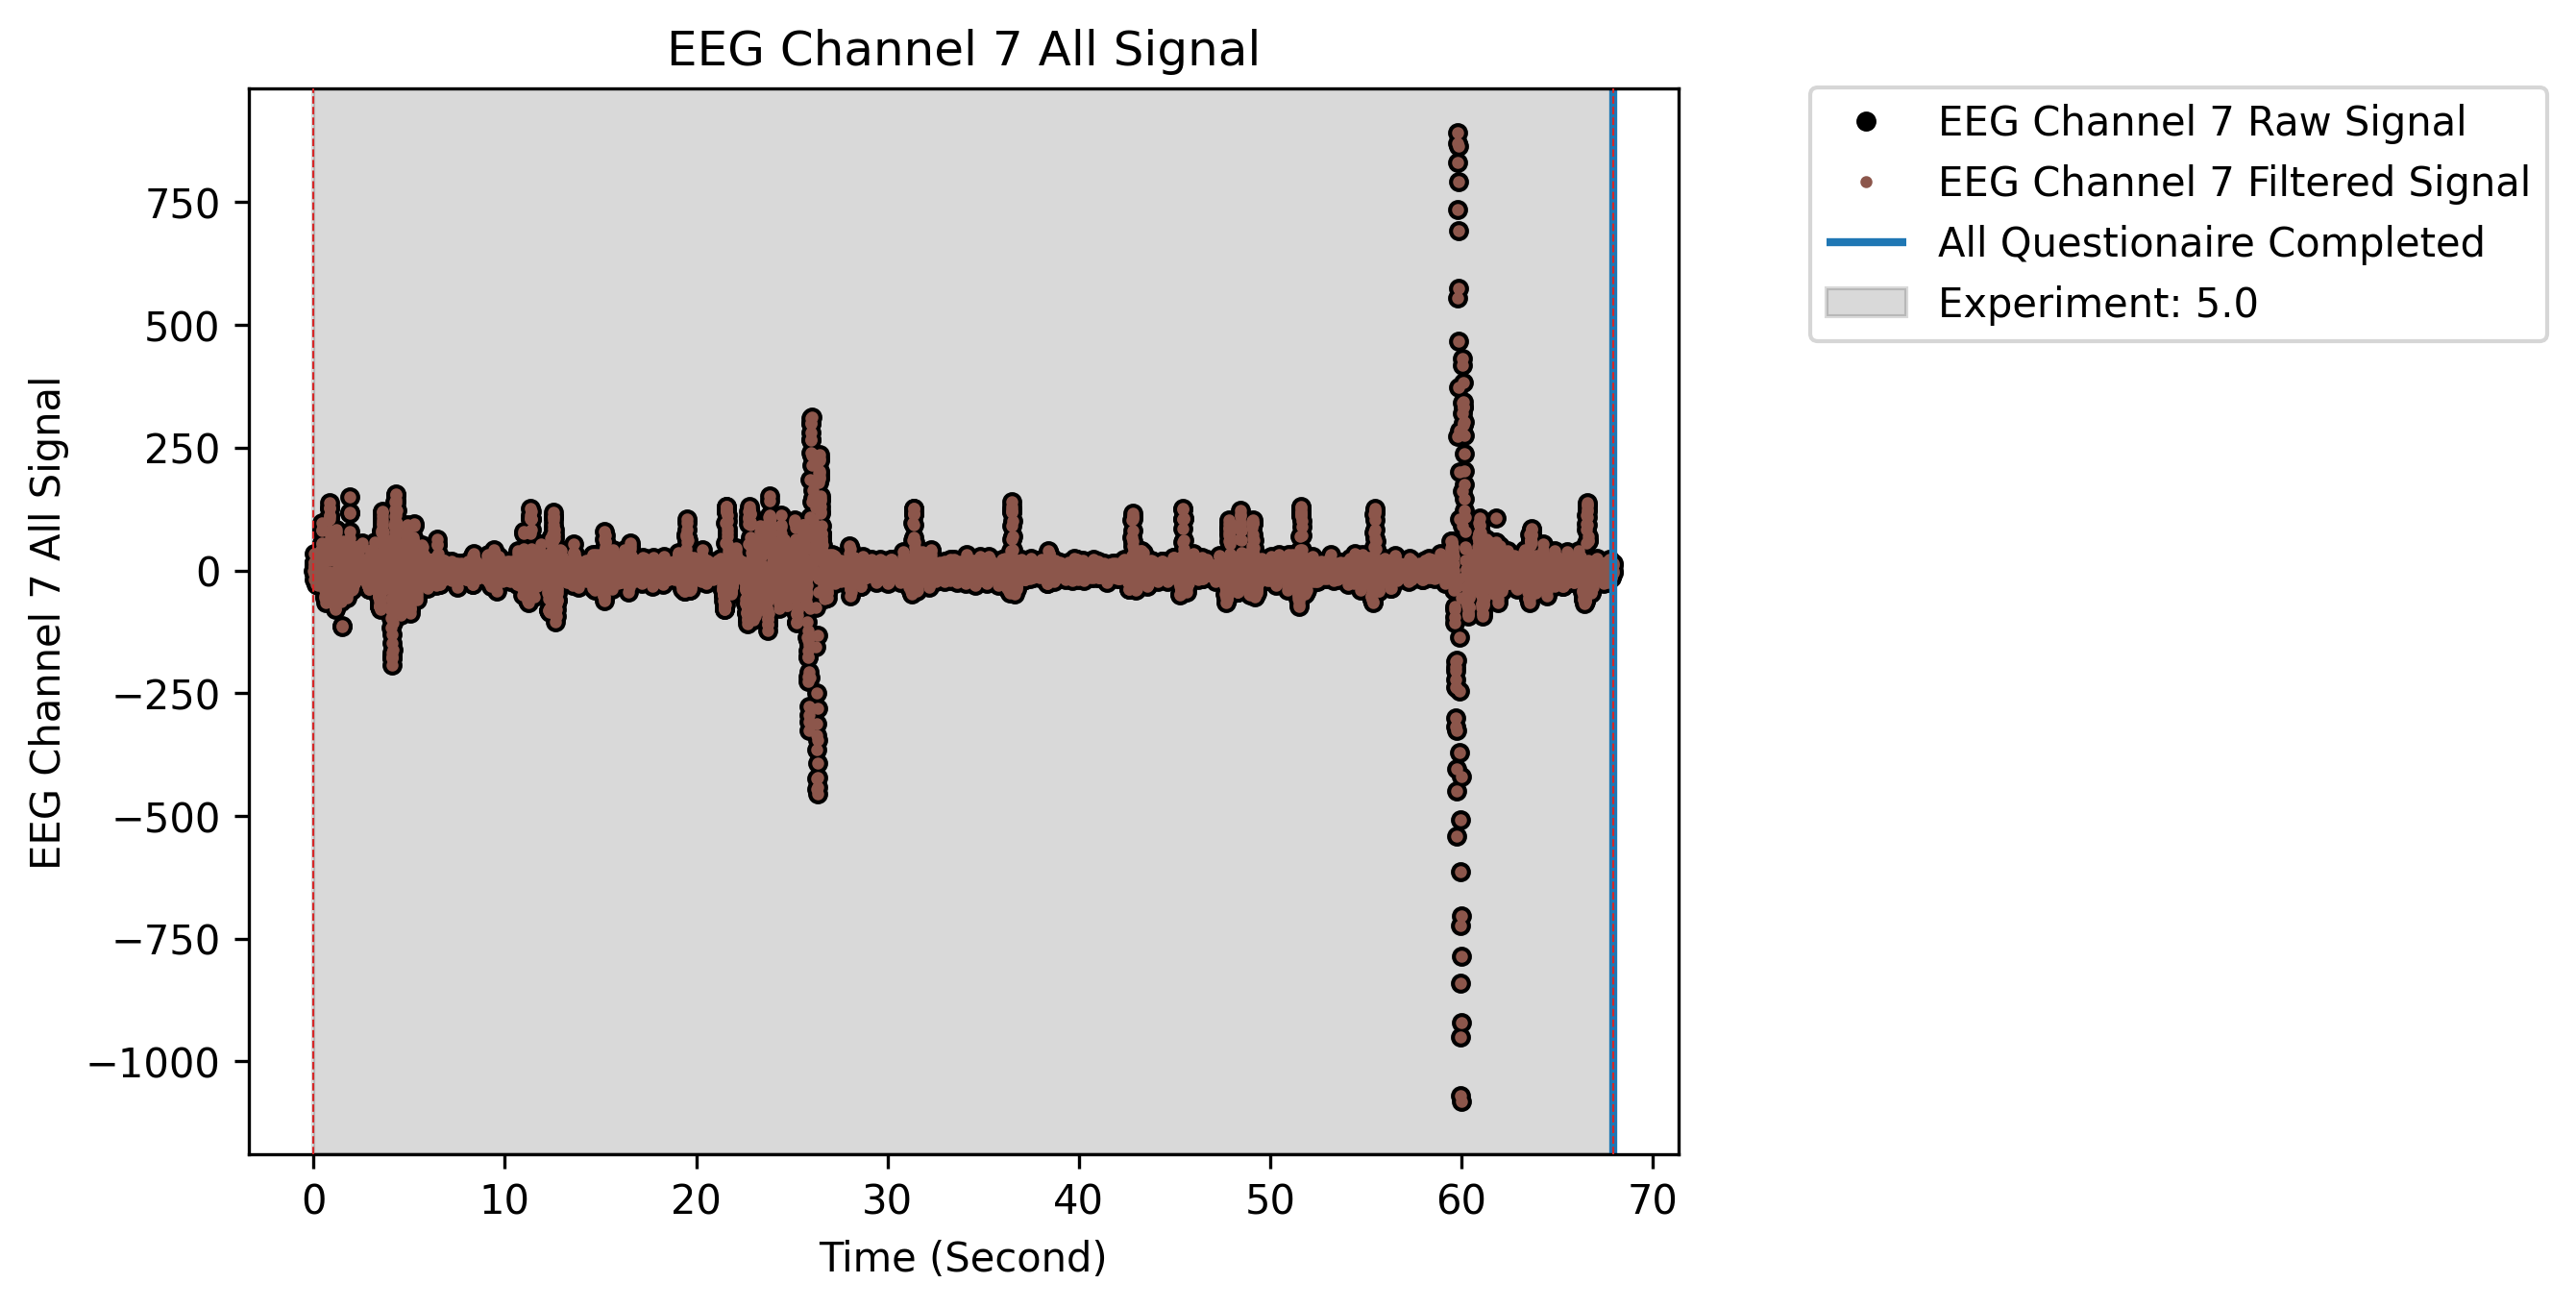 EEG Channel 7 All Signal
EEG Channel 7 Raw Signal
EEG Channel 7 Filtered Signal
All Questionaire Completed
Experiment: 5.0
EEG Channel 7 All Signal
750
500
250
0
−250
−500
−750
−1000
0 10 20 30 40 50 60 70
Time (Second)